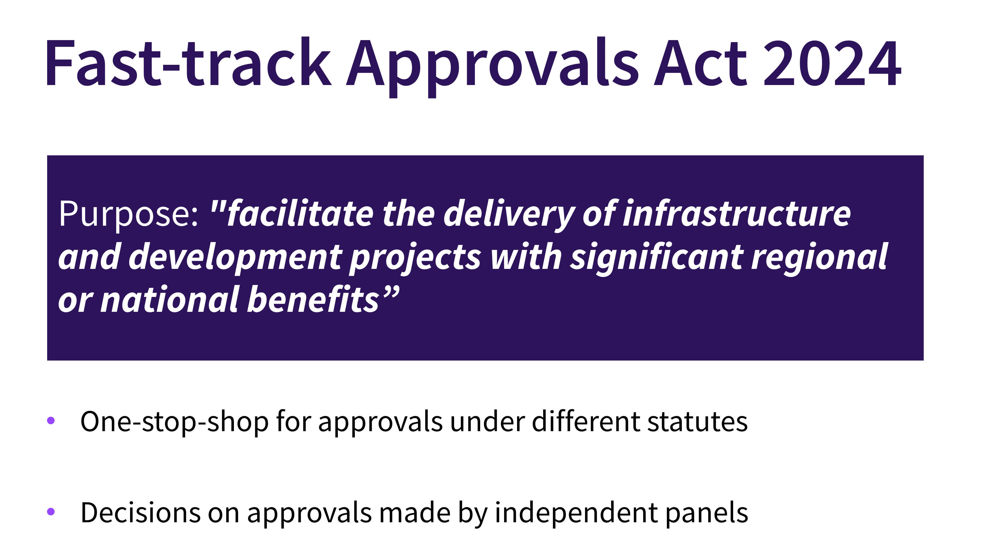 Fast-track Approvals Act 2024
Purpose: "facilitate the delivery of infrastructure
and development projects with significant regional
or national benefits”
• One-stop-shop for approvals under different statutes
• Decisions on approvals made by independent panels